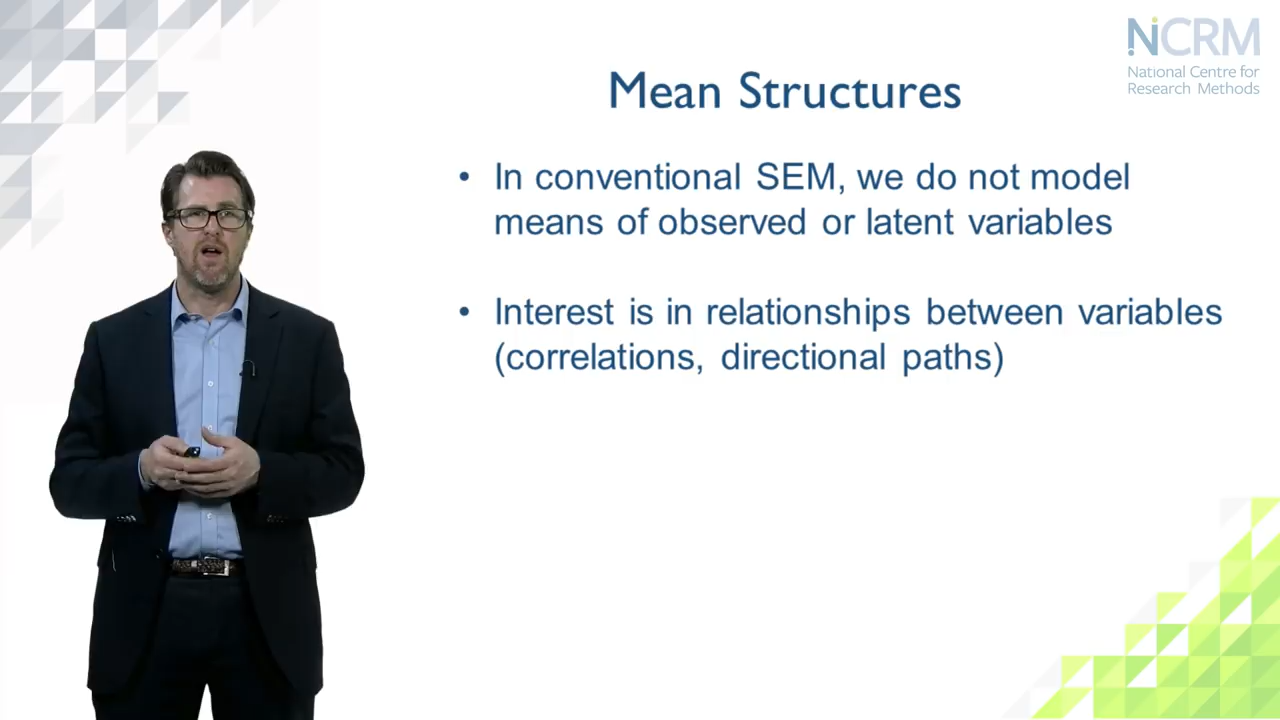 NCRM
National Centre for
Research Methods
Mean Structures
• In conventional SEM, we do not model
means of observed or latent variables
• Interest is in relationships between variables
(correlations, directional paths)